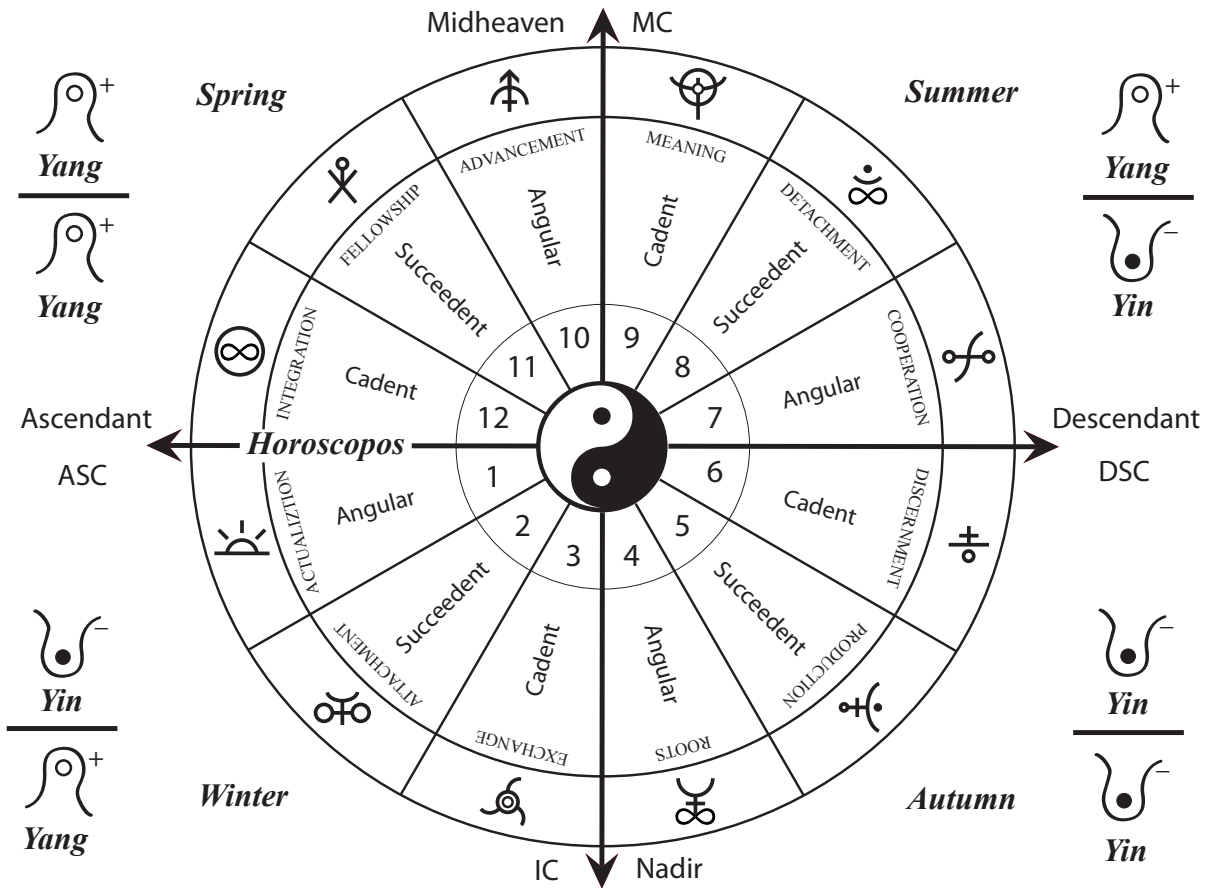 Midheaven
MC
Spring
Summer
+
Yang
+
Yang
+
Yang
−
Yin
ADVANCEMENT
MEANING
FELLOWSHIP
DETACHMENT
INTEGRATION
COOPERATION
Angular
Cadent
Succeedent
Succeedent
Cadent
Angular
10
9
11
8
12
7
Ascendant
Horoscopos
Descendant
ASC
DSC
1
6
2
5
3
4
Angular
Cadent
Succeedent
Succeedent
Cadent
Angular
ACTUALIZTION
DISCERNMENT
ATTACHMENT
PRODUCTION
EXCHANGE
ROOTS
−
Yin
+
Yang
−
Yin
−
Yin
Winter
Autumn
IC
Nadir